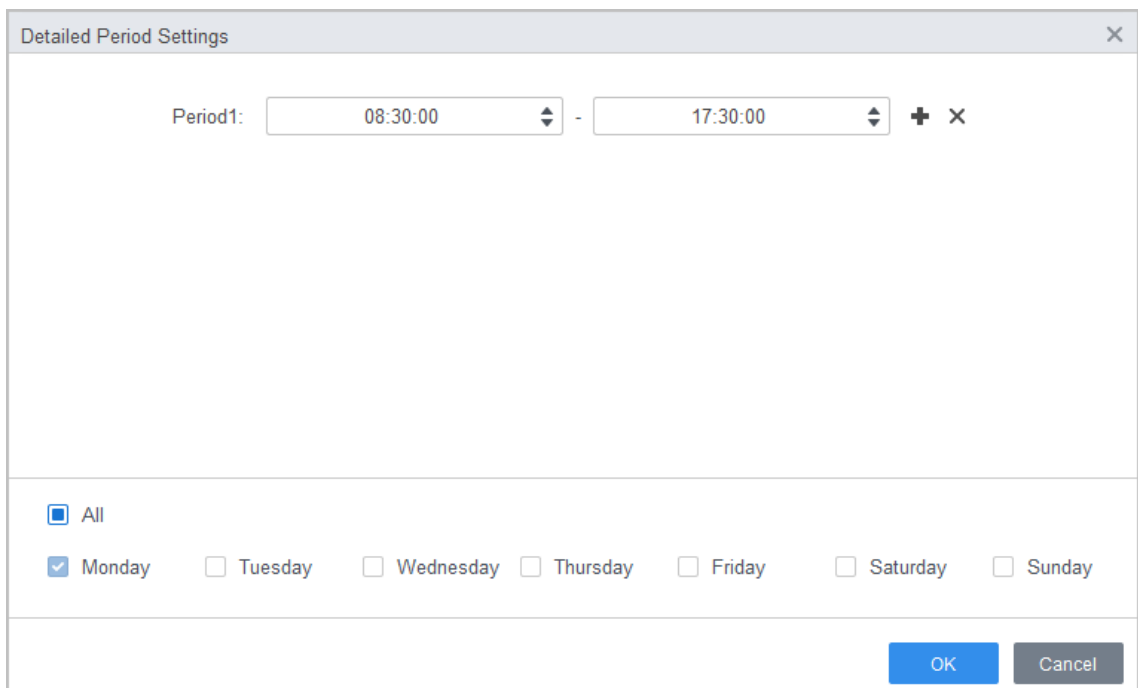 Detailed Period Settings
Period1: 08:30:00 - 17:30:00
All
Monday Tuesday Wednesday Thursday Friday Saturday Sunday
OK Cancel